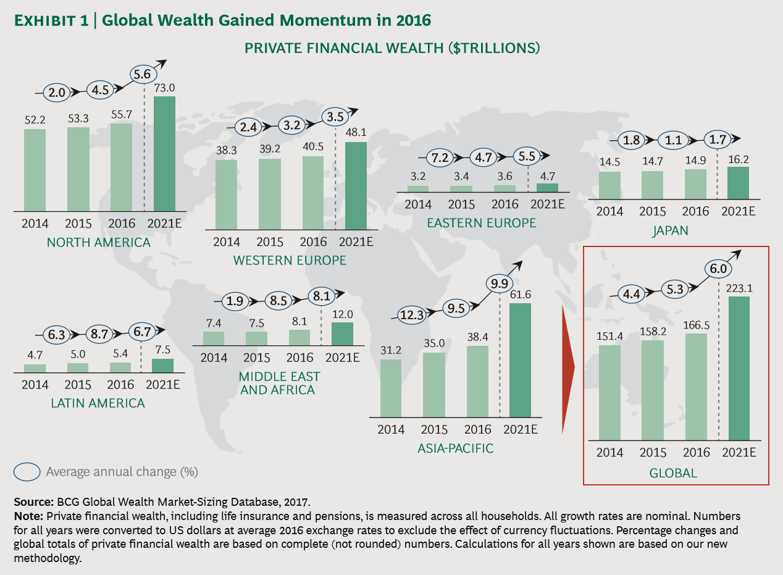 EXHIBIT 1 | Global Wealth Gained Momentum in 2016
PRIVATE FINANCIAL WEALTH ($TRILLIONS)
2.0 4.5 5.6
52.2 53.3 55.7 73.0
2014 2015 2016 2021E
NORTH AMERICA
2.4 3.2 3.5
38.3 39.2 40.5 48.1
2014 2015 2016 2021E
WESTERN EUROPE
7.2 4.7 5.5
3.2 3.4 3.6 4.7
2014 2015 2016 2021E
EASTERN EUROPE
1.8 1.1 1.7
14.5 14.7 14.9 16.2
2014 2015 2016 2021E
JAPAN
6.3 8.7 6.7
4.7 5.0 5.4 7.5
2014 2015 2016 2021E
LATIN AMERICA
1.9 8.5 8.1
7.4 7.5 8.1 12.0
2014 2015 2016 2021E
MIDDLE EAST
AND AFRICA
12.3 9.5 9.9
31.2 35.0 38.4 61.6
2014 2015 2016 2021E
ASIA-PACIFIC
4.4 5.3 6.0
151.4 158.2 166.5 223.1
2014 2015 2016 2021E
GLOBAL
Average annual change (%)
Source: BCG Global Wealth Market-Sizing Database, 2017.
Note: Private financial wealth, including life insurance and pensions, is measured across all households. All growth rates are nominal. Numbers
for all years were converted to US dollars at average 2016 exchange rates to exclude the effect of currency fluctuations. Percentage changes and
global totals of private financial wealth are based on complete (not rounded) numbers. Calculations for all years shown are based on our new
methodology.